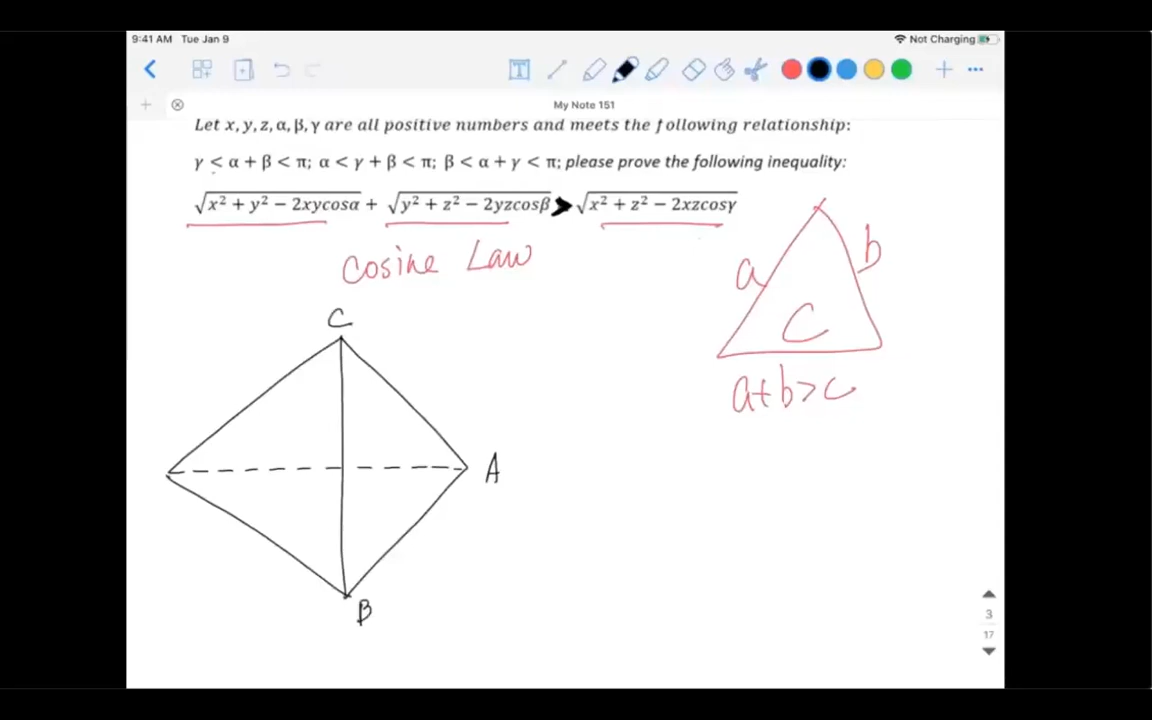 9:41 AM Tue Jan 9
Not Charging
My Note 151
Let x, y, z, α, β, γ are all positive numbers and meets the following relationship:
γ < α + β < π; α < γ + β < π; β < α + γ < π; please prove the following inequality:
√x² + y² − 2xycosα + √y² + z² − 2yzcosβ > √x² + z² − 2xzcosγ
Cosine Law
a
b
C
a+b>c
C
A
B
3
17